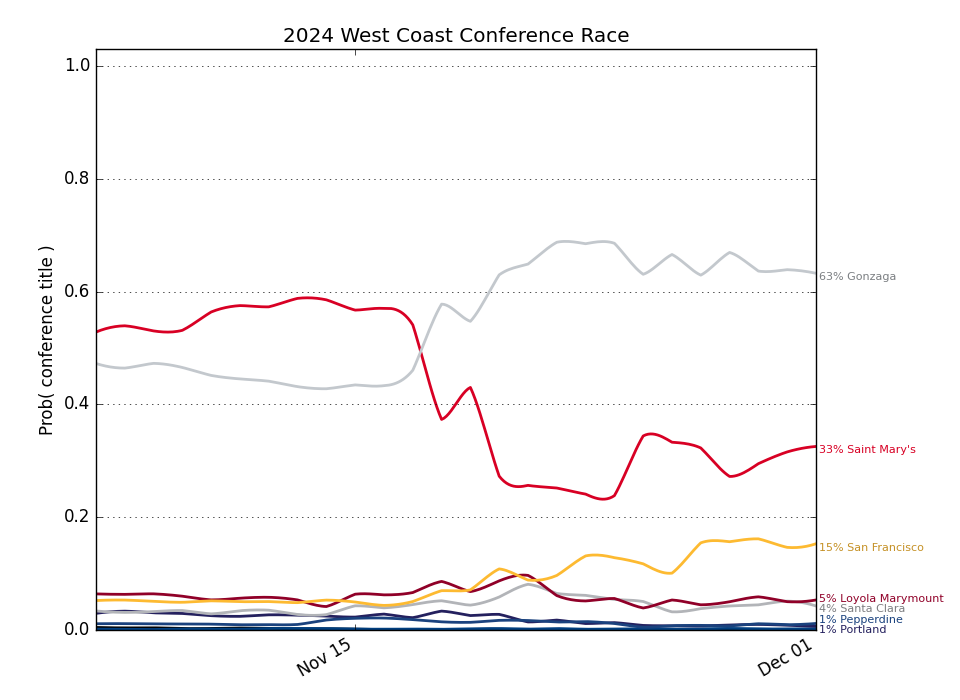 2024 West Coast Conference Race
Prob( conference title )
1.0
0.8
0.6
0.4
0.2
0.0
Nov 15
Dec 01
63% Gonzaga
33% Saint Mary's
15% San Francisco
5% Loyola Marymount
4% Santa Clara
1% Pepperdine
1% Portland